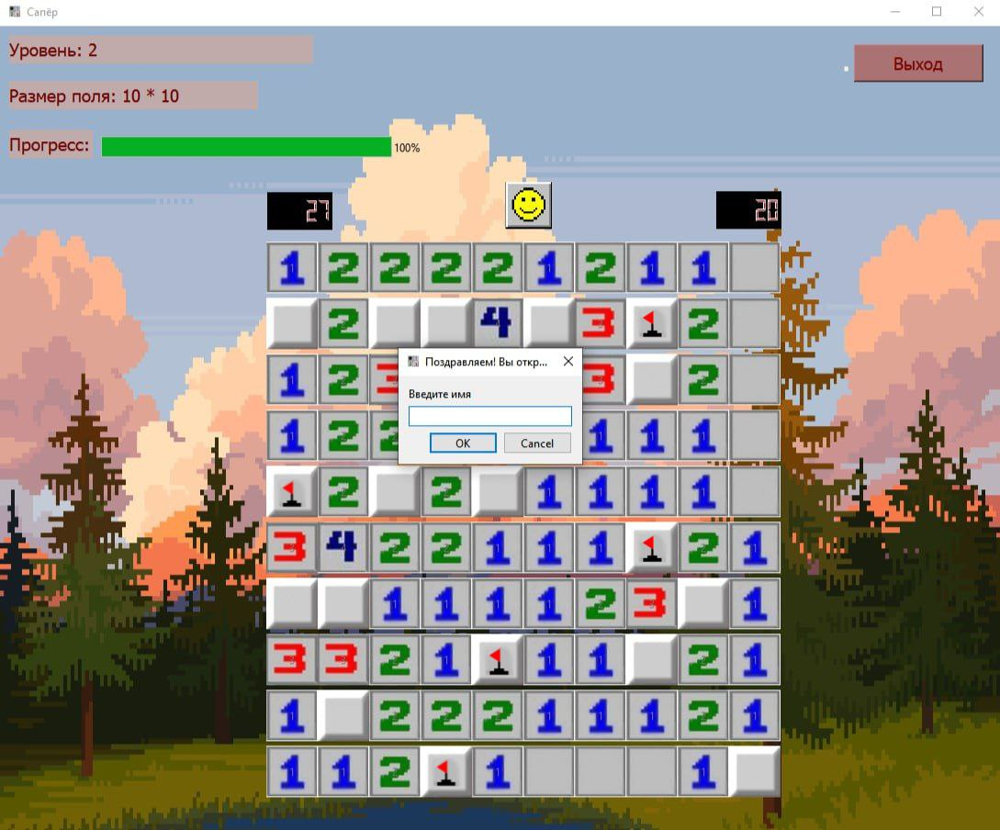 Сапёр
Уровень: 2
Выход
Размер поля: 10 * 10
Прогресс: 100%
27 20
1 2 2 2 2 1 2 1 1
2 4 3 2
1 2 3 3 2
1 2 2 1 1 1
2 2 1 1 1 1
3 4 2 2 1 1 1 2 1
1 1 1 1 2 3 1
3 3 2 1 1 1 2 1
1 2 2 2 1 1 1 2 1
1 1 2 1 1
Поздравляем! Вы откр...
Введите имя
OK Cancel